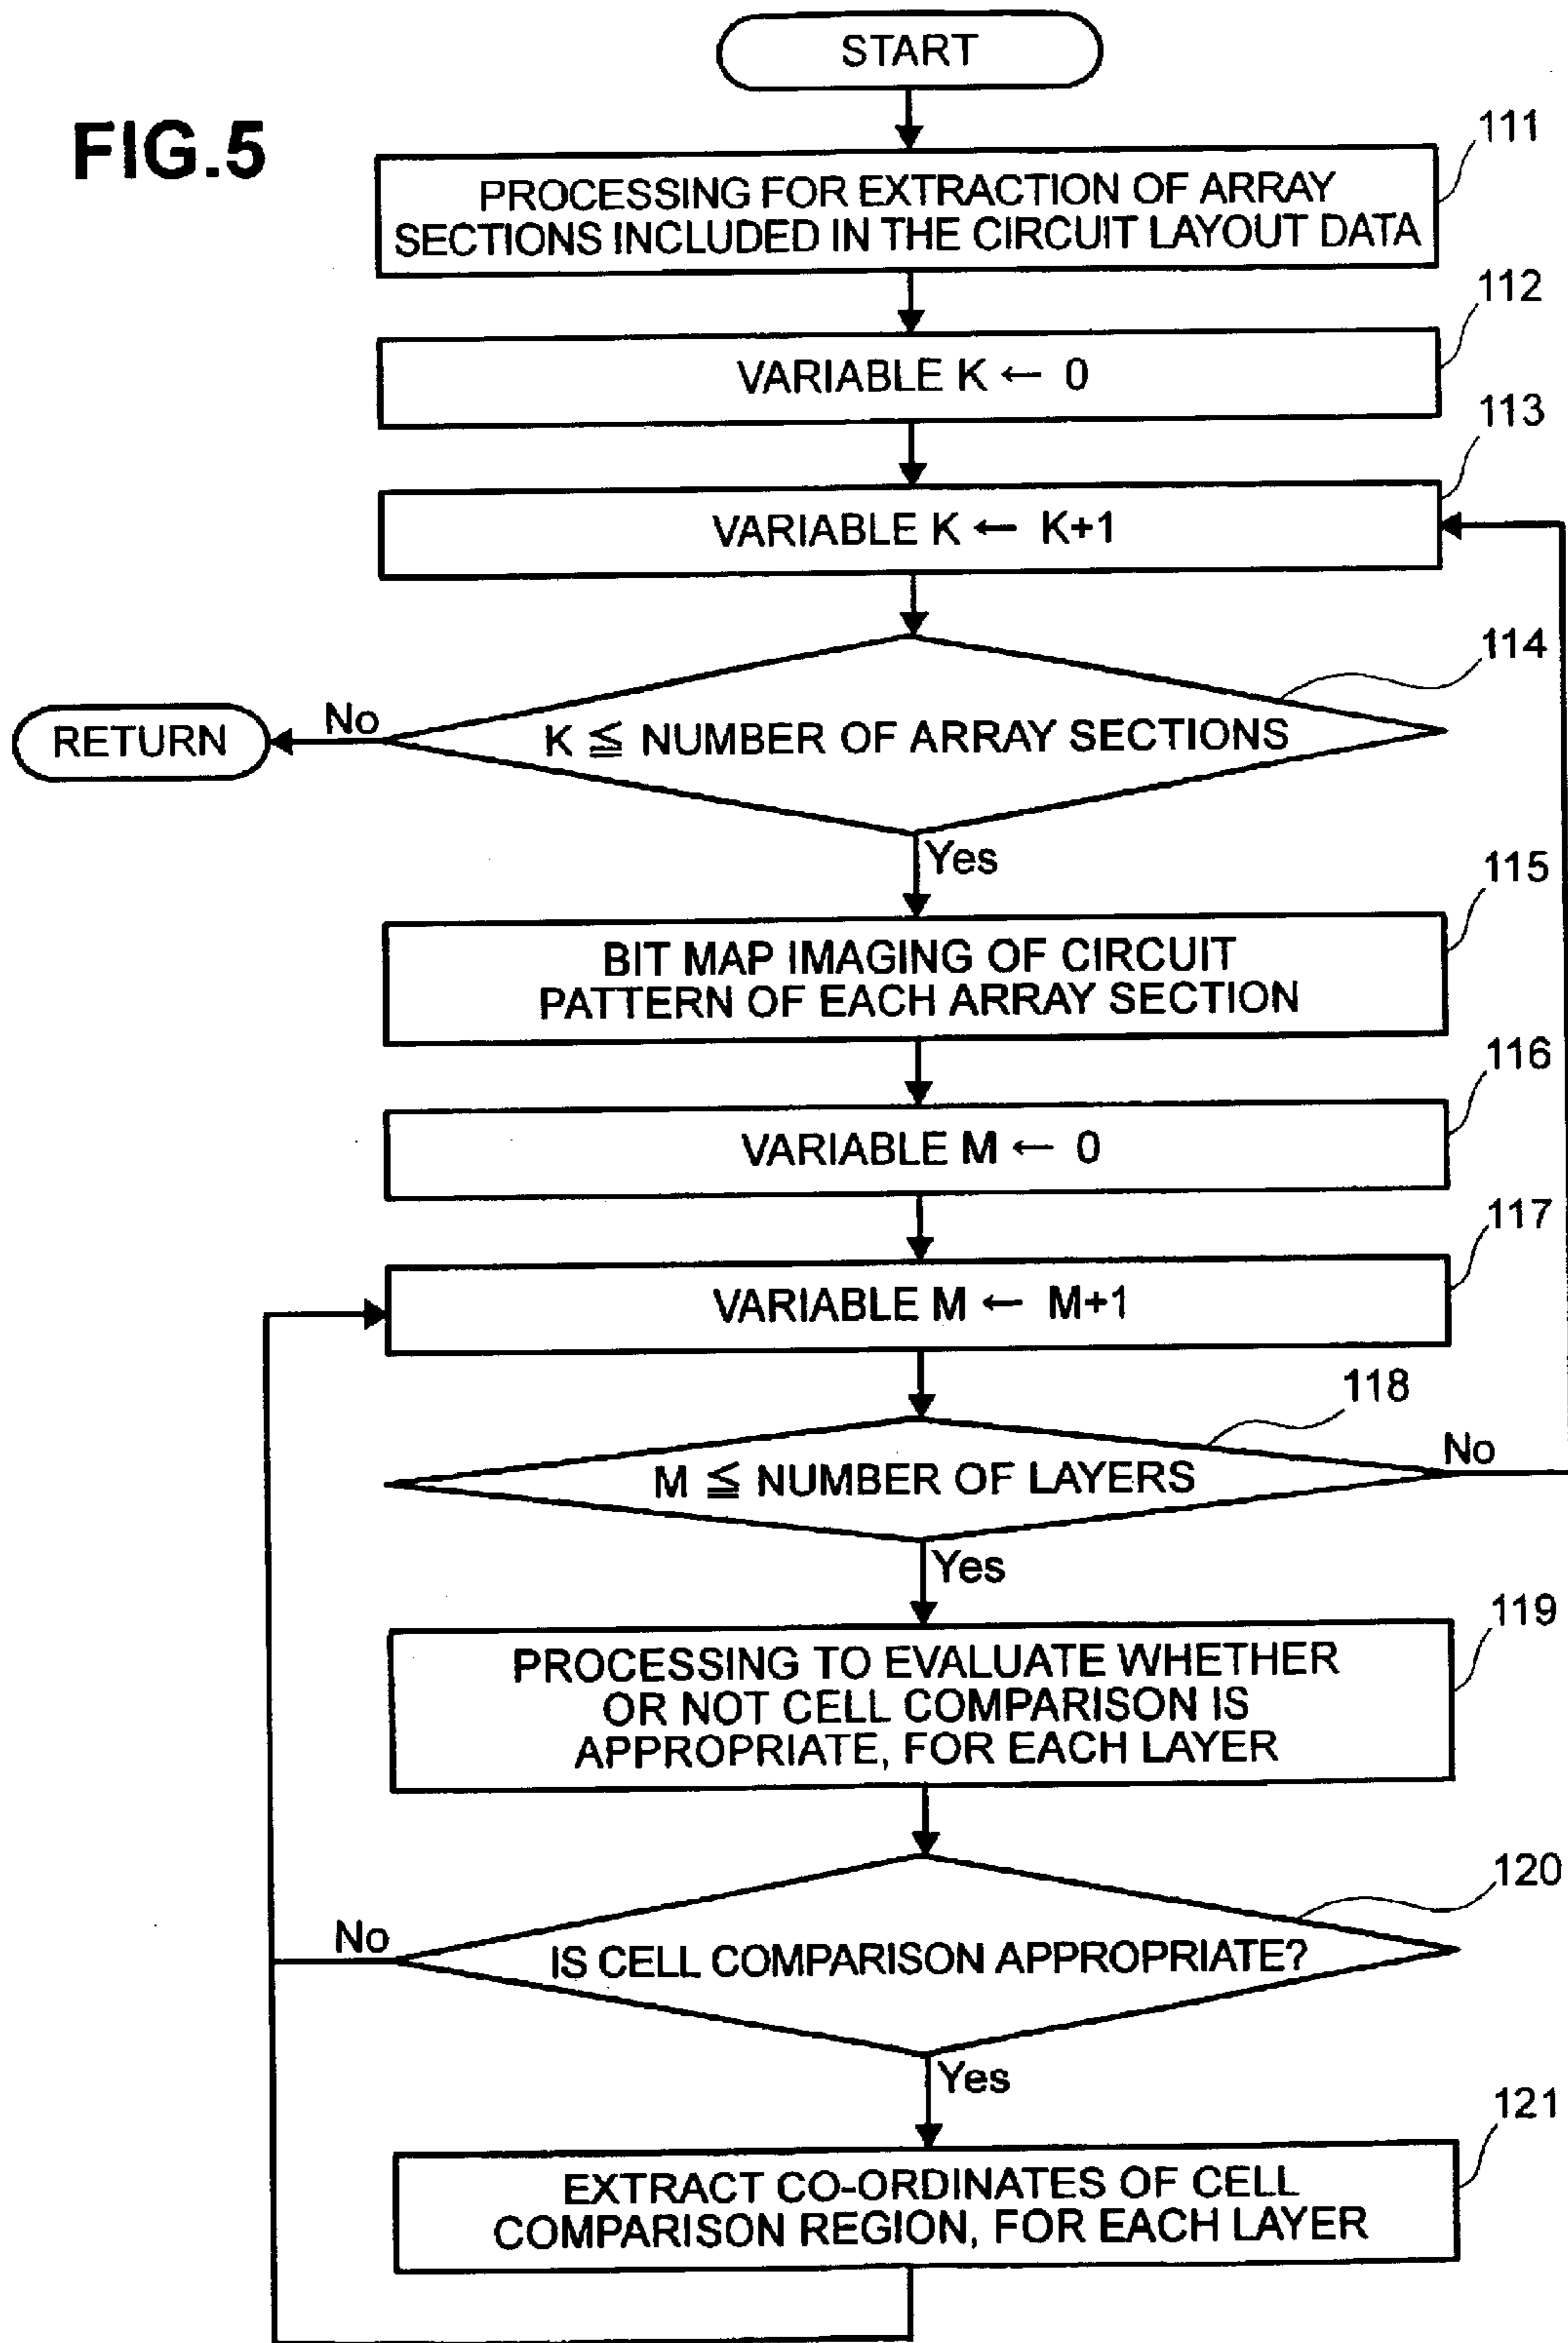 START
FIG.5
111
PROCESSING FOR EXTRACTION OF ARRAY
SECTIONS INCLUDED IN THE CIRCUIT LAYOUT DATA
112
VARIABLE K ← 0
113
VARIABLE K ← K+1
114
No
RETURN
K ≦ NUMBER OF ARRAY SECTIONS
Yes
115
BIT MAP IMAGING OF CIRCUIT
PATTERN OF EACH ARRAY SECTION
116
VARIABLE M ← 0
117
VARIABLE M ← M+1
118
No
M ≦ NUMBER OF LAYERS
Yes
119
PROCESSING TO EVALUATE WHETHER
OR NOT CELL COMPARISON IS
APPROPRIATE, FOR EACH LAYER
120
No
IS CELL COMPARISON APPROPRIATE?
Yes
121
EXTRACT CO-ORDINATES OF CELL
COMPARISON REGION, FOR EACH LAYER